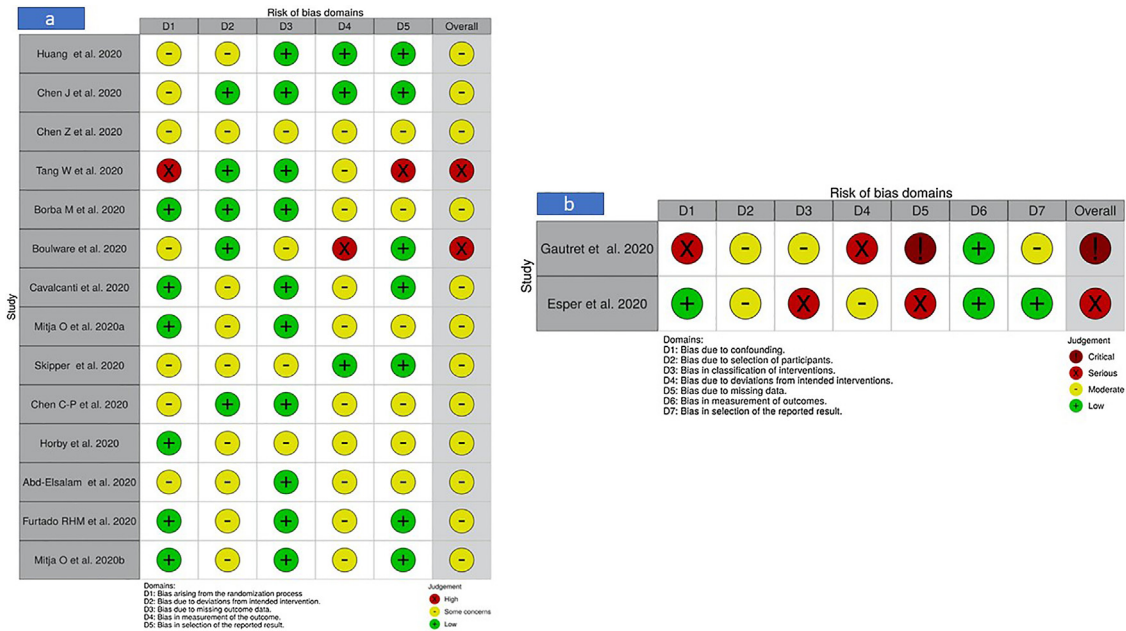 a
Risk of bias domains
D1 D2 D3 D4 D5 Overall
Study
Huang et al. 2020 - - + + + -
Chen J et al. 2020 - + + + + -
Chen Z et al. 2020 - - - - - -
Tang W et al. 2020 X + + - X X
Borba M et al. 2020 + + + - - -
Boulware et al. 2020 - + - X + X
Cavalcanti et al. 2020 + - + - + -
Mitja O et al. 2020a + - + - - -
Skipper et al. 2020 - - - + + -
Chen C-P et al. 2020 - + + - - -
Horby et al. 2020 + - - - - -
Abd-Elsalam et al. 2020 - - + - - -
Furtado RHM et al. 2020 + - + - + -
Mitja O et al. 2020b + - + - + -
Domains:
D1: Bias arising from the randomization process
D2: Bias due to deviations from intended intervention.
D3: Bias due to missing outcome data.
D4: Bias in measurement of the outcome.
D5: Bias in selection of the reported result.
Judgement
X High
- Some concerns
+ Low
b
Risk of bias domains
D1 D2 D3 D4 D5 D6 D7 Overall
Study
Gautret et al. 2020 X - - X ! + - !
Esper et al. 2020 + - X - X + + X
Domains:
D1: Bias due to confounding.
D2: Bias due to selection of participants.
D3: Bias in classification of interventions.
D4: Bias due to deviations from intended interventions.
D5: Bias due to missing data.
D6: Bias in measurement of outcomes.
D7: Bias in selection of the reported result.
Judgement
! Critical
X Serious
- Moderate
+ Low